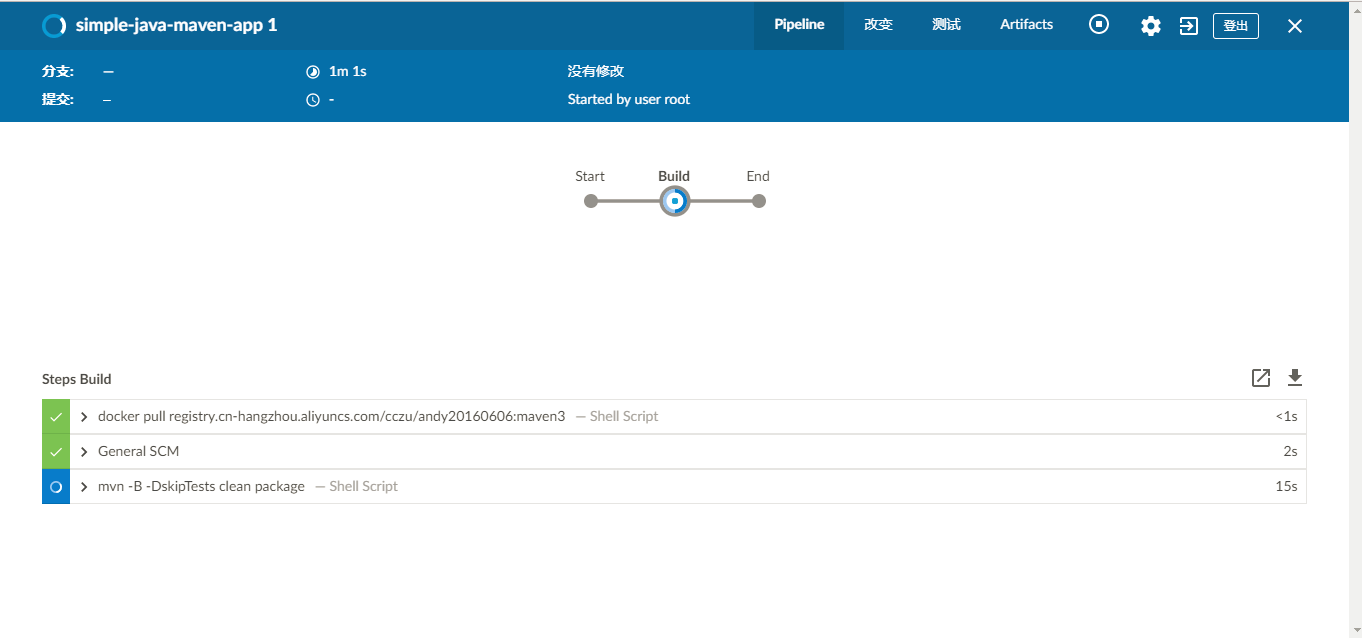 simple-java-maven-app 1 Pipeline 改变 测试 Artifacts 登出
分支: — 1m 1s 没有修改
提交: – - Started by user root
Start Build End
Steps Build
docker pull registry.cn-hangzhou.aliyuncs.com/cczu/andy20160606:maven3 — Shell Script <1s
General SCM 2s
mvn -B -DskipTests clean package — Shell Script 15s